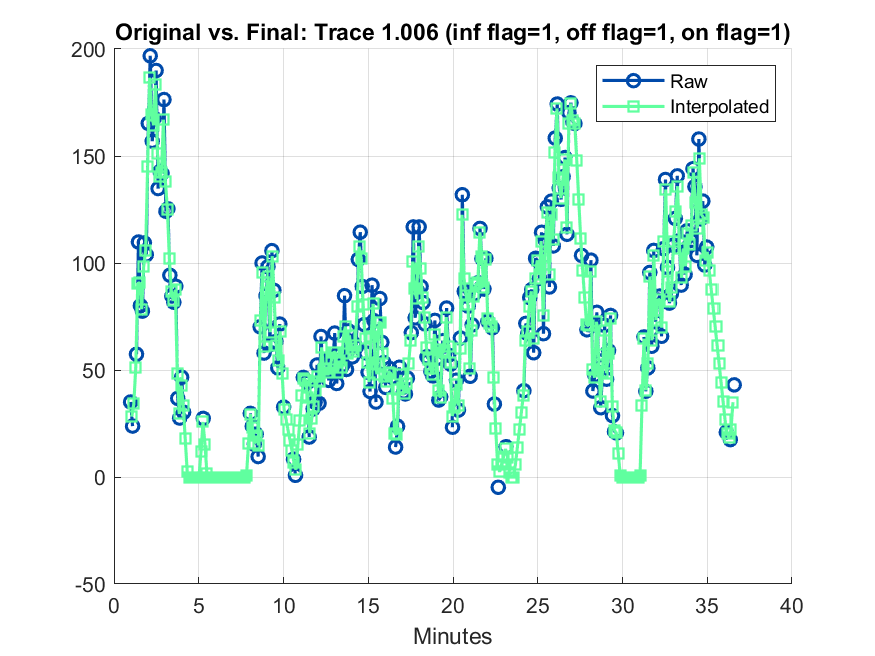 Original vs. Final: Trace 1.006 (inf flag=1, off flag=1, on flag=1)
200
150
100
50
0
-50
0 5 10 15 20 25 30 35 40
Minutes
Raw
Interpolated